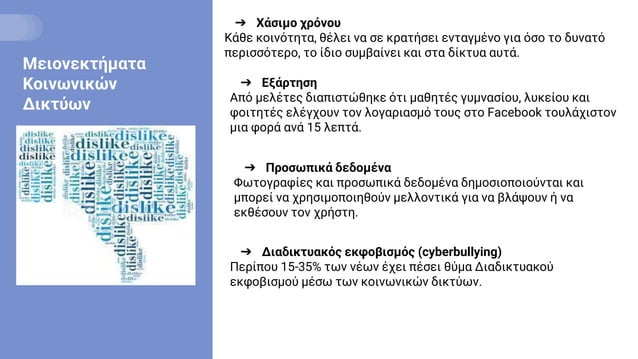 Μειονεκτήματα
Κοινωνικών
Δικτύων
dislike dislike dislike
➔ Χάσιμο χρόνου
Κάθε κοινότητα, θέλει να σε κρατήσει ενταγμένο για όσο το δυνατό
περισσότερο, το ίδιο συμβαίνει και στα δίκτυα αυτά.
➔ Εξάρτηση
Από μελέτες διαπιστώθηκε ότι μαθητές γυμνασίου, λυκείου και
φοιτητές ελέγχουν τον λογαριασμό τους στο Facebook τουλάχιστον
μια φορά ανά 15 λεπτά.
➔ Προσωπικά δεδομένα
Φωτογραφίες και προσωπικά δεδομένα δημοσιοποιούνται και
μπορεί να χρησιμοποιηθούν μελλοντικά για να βλάψουν ή να
εκθέσουν τον χρήστη.
➔ Διαδικτυακός εκφοβισμός (cyberbullying)
Περίπου 15-35% των νέων έχει πέσει θύμα Διαδικτυακού
εκφοβισμού μέσω των κοινωνικών δικτύων.